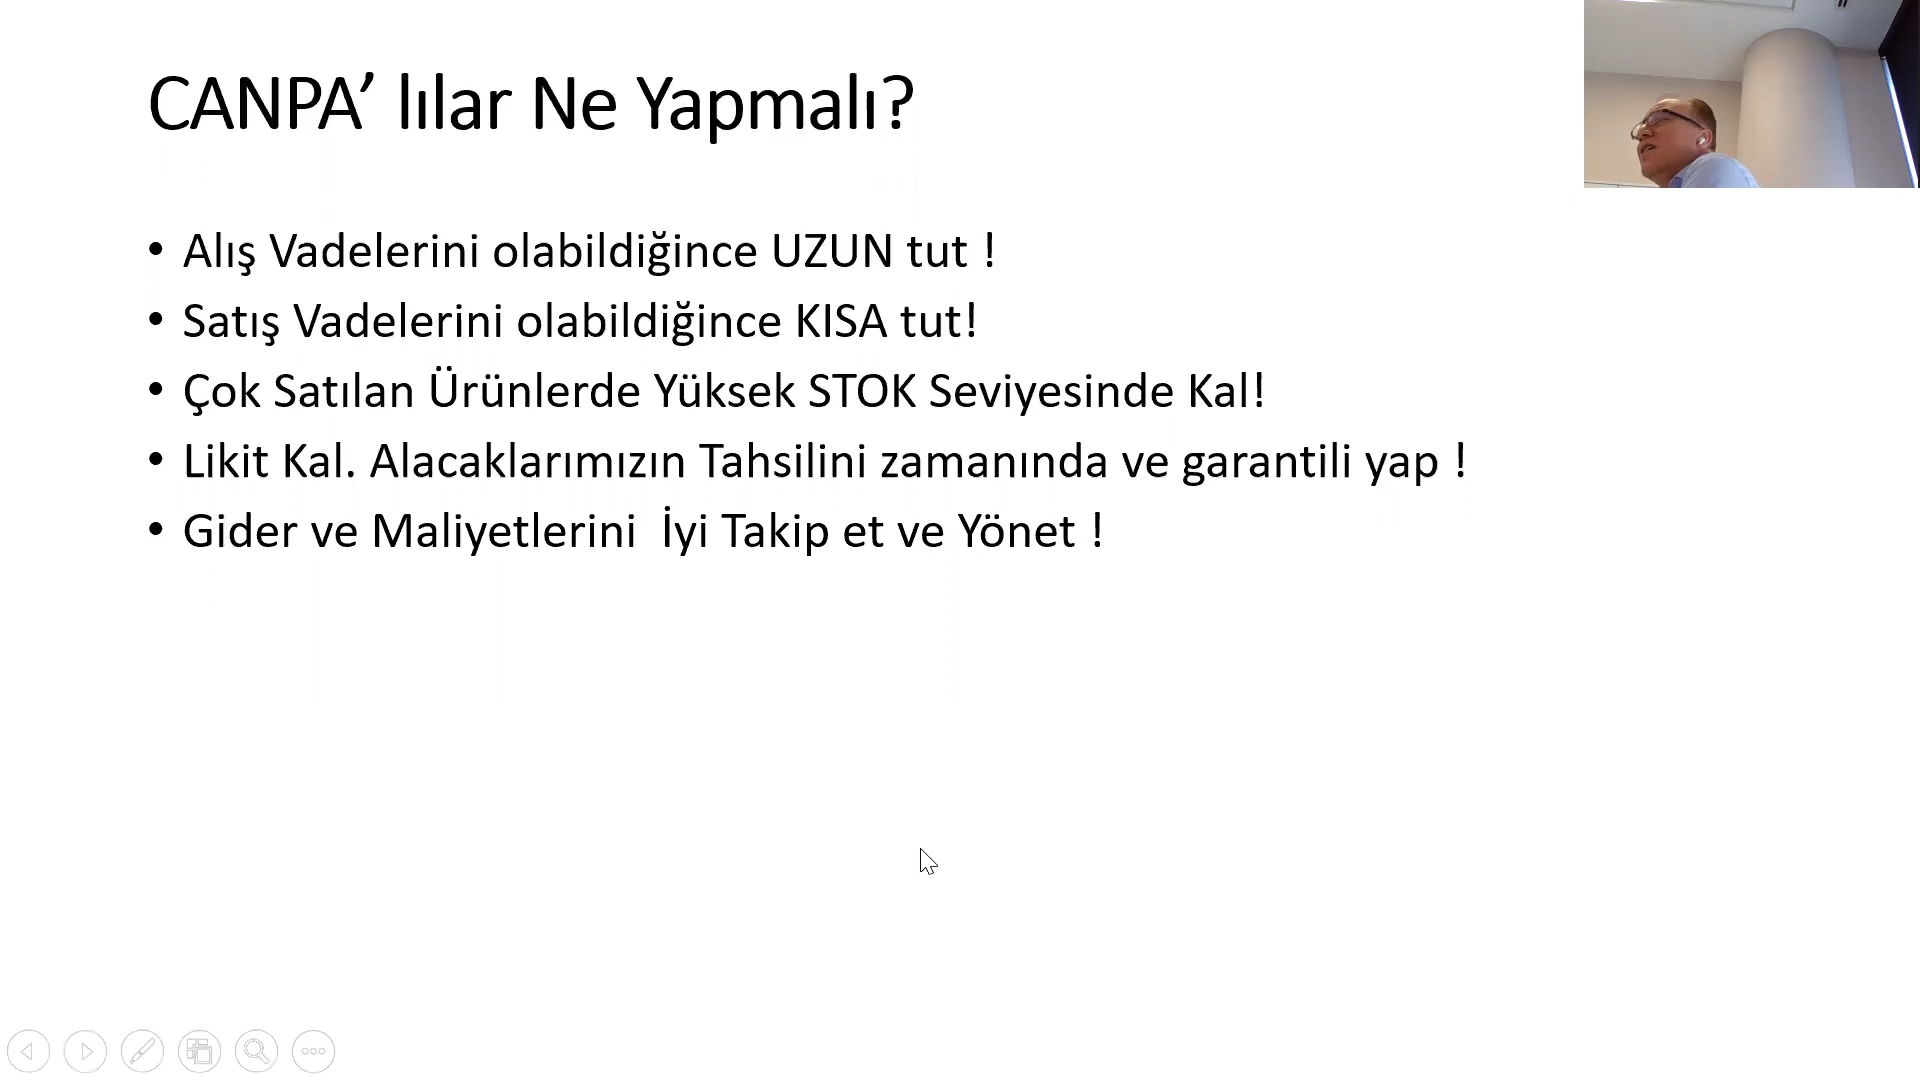 CANPA’ lılar Ne Yapmalı?
• Alış Vadelerini olabildiğince UZUN tut !
• Satış Vadelerini olabildiğince KISA tut!
• Çok Satılan Ürünlerde Yüksek STOK Seviyesinde Kal!
• Likit Kal. Alacaklarımızın Tahsilini zamanında ve garantili yap !
• Gider ve Maliyetlerini  İyi Takip et ve Yönet !